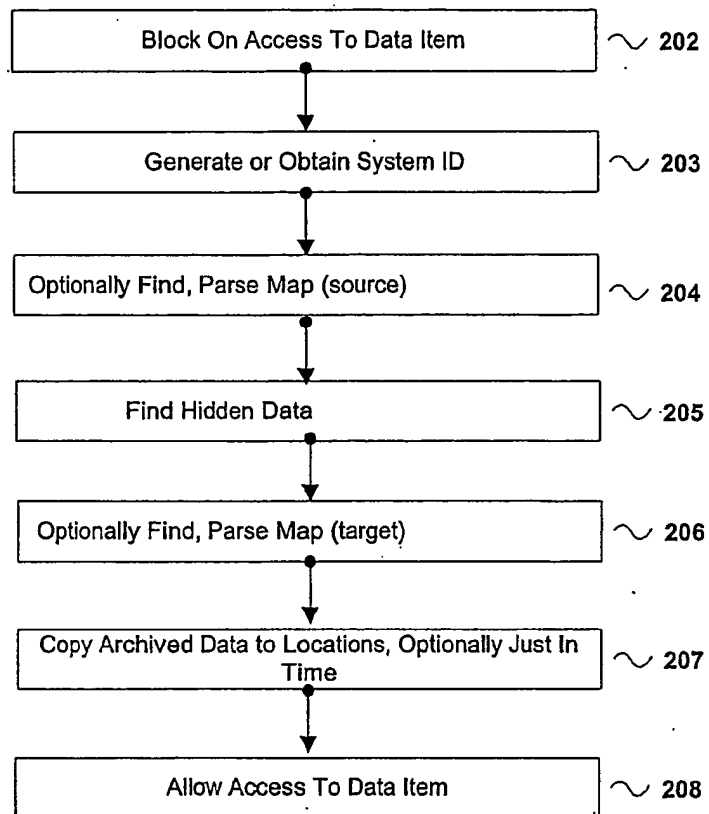 Block On Access To Data Item 202
Generate or Obtain System ID 203
Optionally Find, Parse Map (source) 204
Find Hidden Data 205
Optionally Find, Parse Map (target) 206
Copy Archived Data to Locations, Optionally Just In
Time 207
Allow Access To Data Item 208